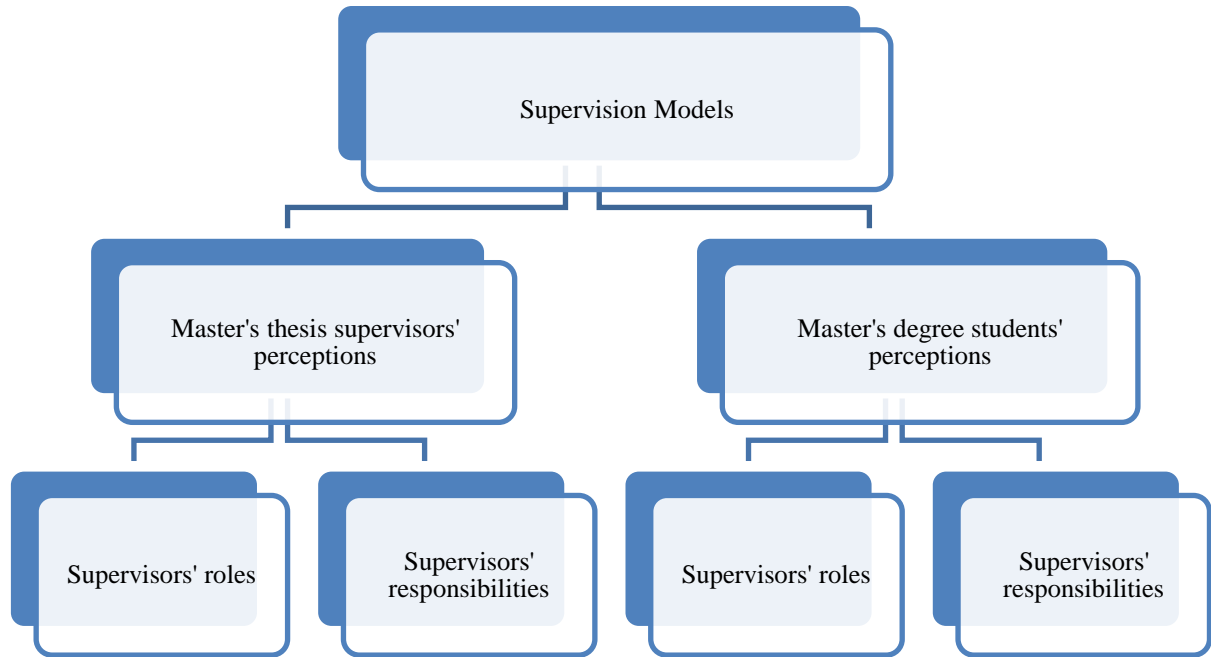 Supervision Models
Master's thesis supervisors'
perceptions
Master's degree students'
perceptions
Supervisors' roles
Supervisors'
responsibilities
Supervisors' roles
Supervisors'
responsibilities